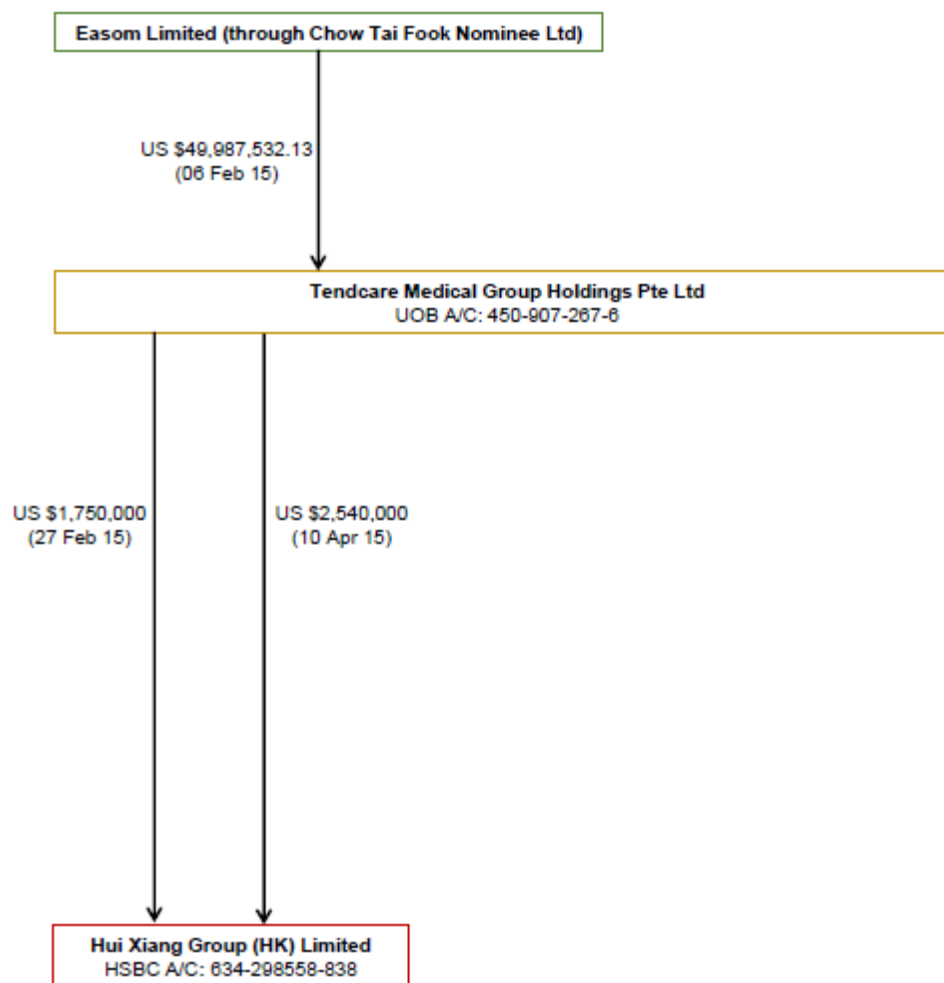 Easom Limited (through Chow Tai Fook Nominee Ltd)
US $49,987,532.13
(06 Feb 15)
Tendcare Medical Group Holdings Pte Ltd
UOB A/C: 450-907-267-6
US $1,750,000
(27 Feb 15)
US $2,540,000
(10 Apr 15)
Hui Xiang Group (HK) Limited
HSBC A/C: 634-298558-838